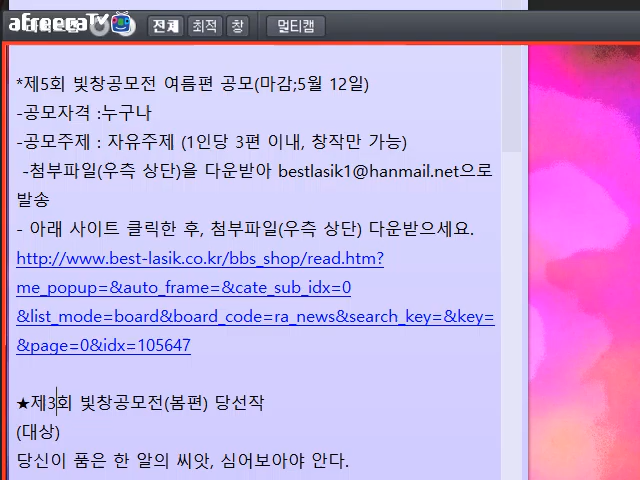 afreecaTV
전체 최적 창 멀티캡
*제5회 빛창공모전 여름편 공모(마감;5월 12일)
-공모자격 :누구나
-공모주제 : 자유주제 (1인당 3편 이내, 창작만 가능)
-첨부파일(우측 상단)을 다운받아 bestlasik1@hanmail.net으로
발송
- 아래 사이트 클릭한 후, 첨부파일(우측 상단) 다운받으세요.
http://www.best-lasik.co.kr/bbs_shop/read.htm?
me_popup=&auto_frame=&cate_sub_idx=0
&list_mode=board&board_code=ra_news&search_key=&key=
&page=0&idx=105647
★제3회 빛창공모전(봄편) 당선작
(대상)
당신이 품은 한 알의 씨앗, 심어보아야 안다.